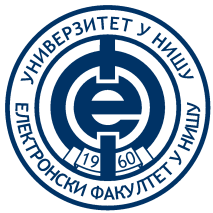 УНИВЕРЗИТЕТ У НИШУ
е
1960
ЕЛЕКТРОНСКИ ФАКУЛТЕТ У НИШУ